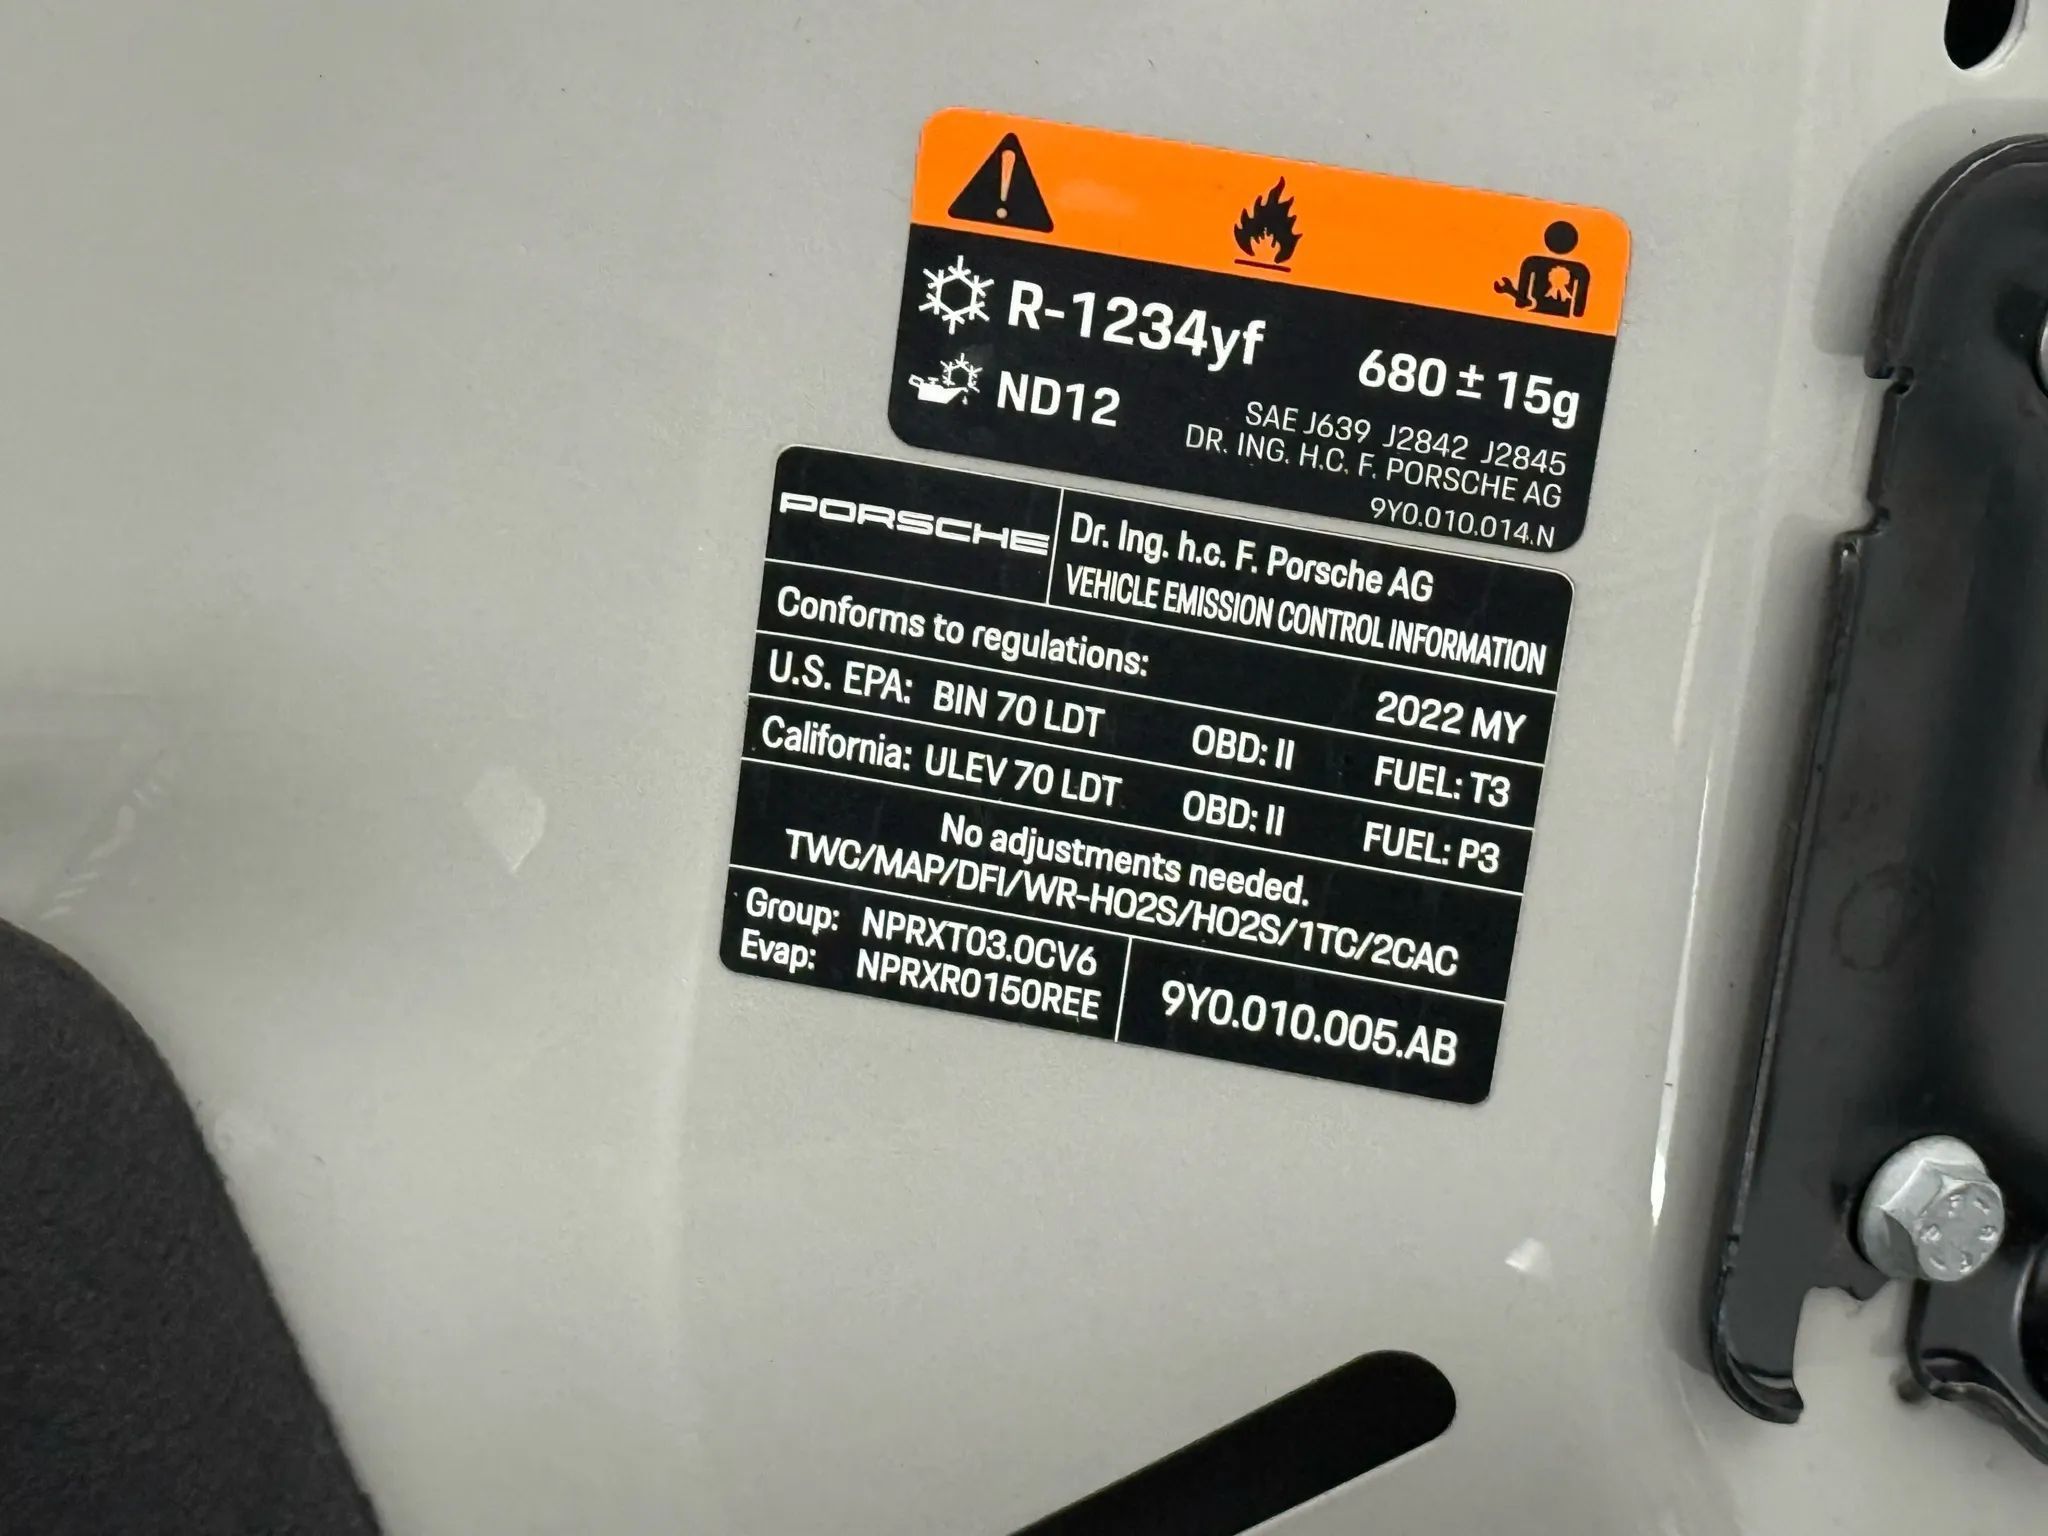 R-1234yf 680 ± 15g
ND12
SAE J639 J2842 J2845
DR. ING. H.C. F. PORSCHE AG
9Y0.010.014.N
PORSCHE
Dr. Ing. h.c. F. Porsche AG
VEHICLE EMISSION CONTROL INFORMATION
Conforms to regulations: 2022 MY
U.S. EPA: BIN 70 LDT OBD: II FUEL: T3
California: ULEV 70 LDT OBD: II FUEL: P3
No adjustments needed.
TWC/MAP/DFI/WR-HO2S/HO2S/1TC/2CAC
Group: NPRXT03.0CV6
Evap: NPRXR0150REE
9Y0.010.005.AB